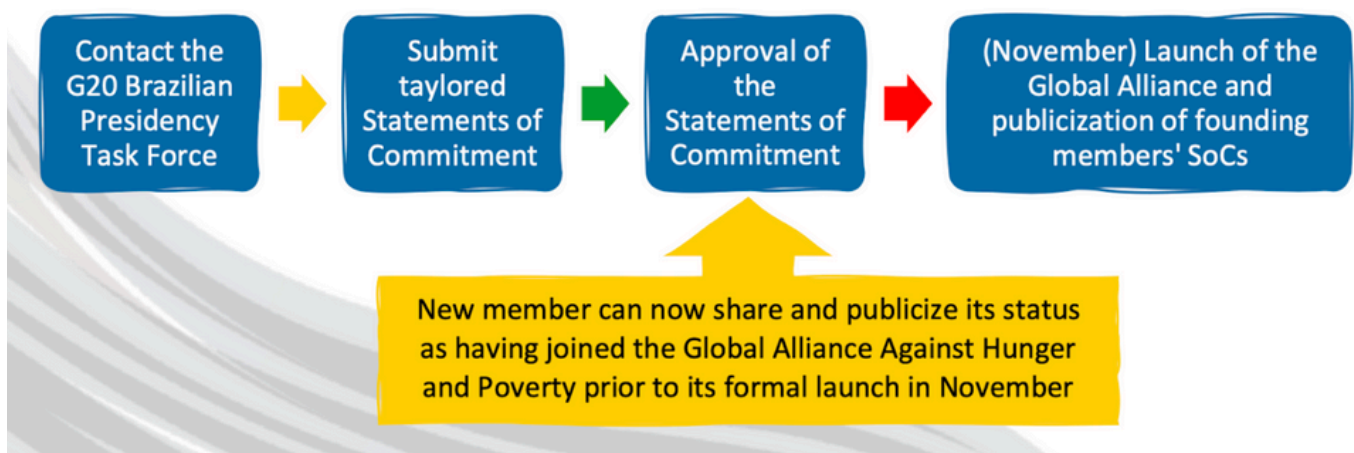 Contact the
G20 Brazilian
Presidency
Task Force
Submit
taylored
Statements of
Commitment
Approval of
the
Statements of
Commitment
(November) Launch of the
Global Alliance and
publicization of founding
members' SoCs
New member can now share and publicize its status
as having joined the Global Alliance Against Hunger
and Poverty prior to its formal launch in November